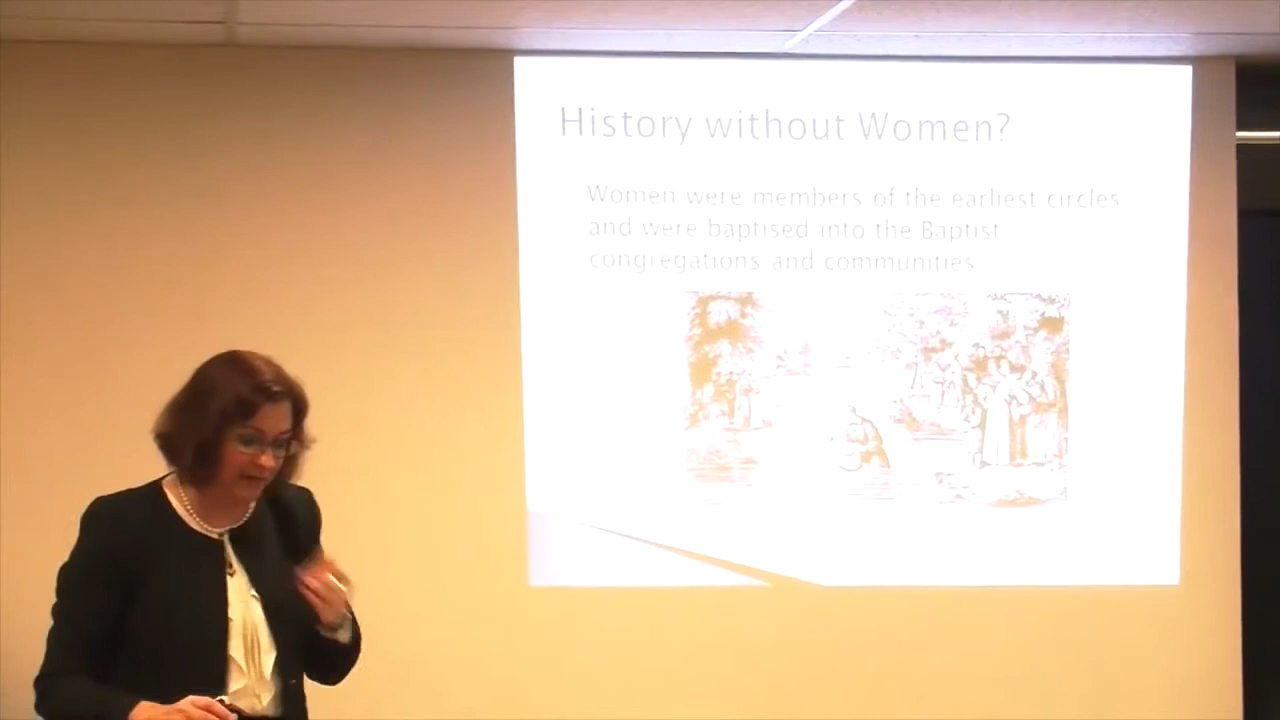 History without Women?
Women were members of the earliest circles
and were baptised into the Baptist
congregations and communities